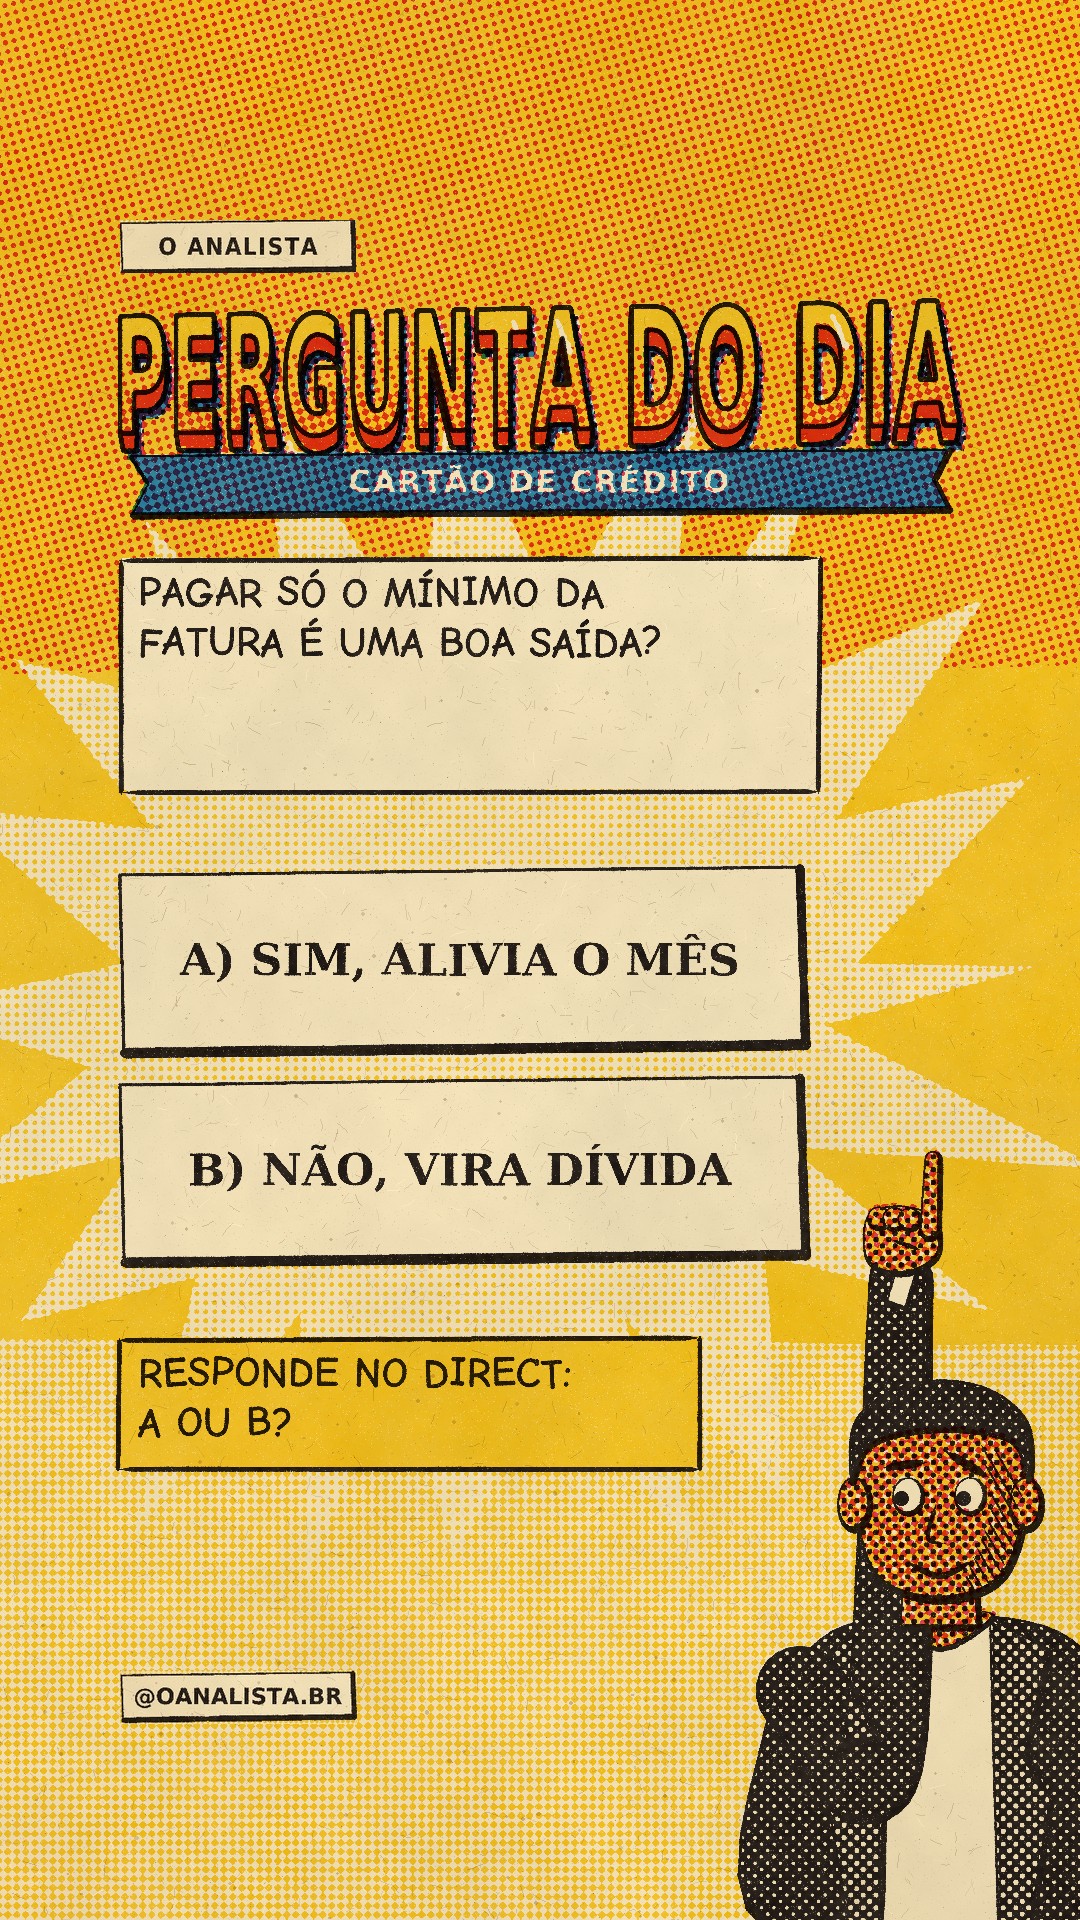 O ANALISTA
PERGUNTA DO DIA
CARTÃO DE CRÉDITO
PAGAR SÓ O MÍNIMO DA
FATURA É UMA BOA SAÍDA?
A) SIM, ALIVIA O MÊS
B) NÃO, VIRA DÍVIDA
RESPONDE NO DIRECT:
A OU B?
@OANALISTA.BR